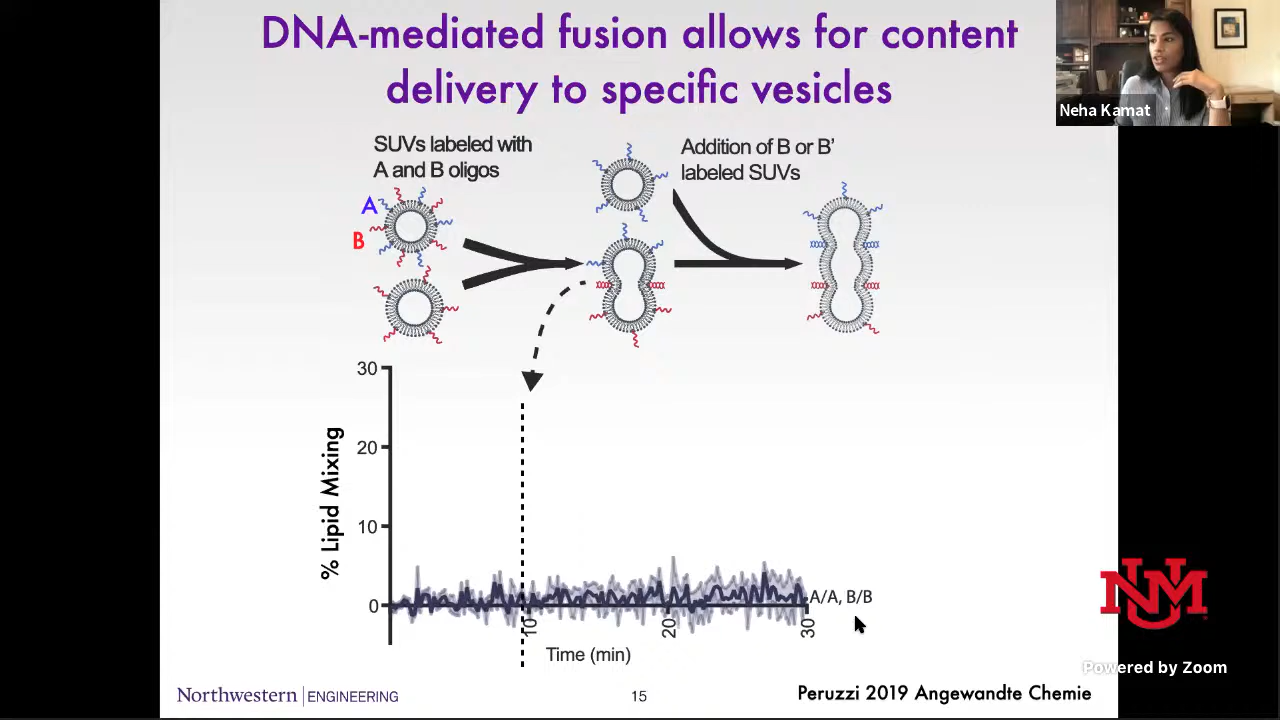 DNA-mediated fusion allows for content
delivery to specific vesicles
Neha Kamat
SUVs labeled with
A and B oligos
Addition of B or B’
labeled SUVs
A
B
30
20
10
0
% Lipid Mixing
10
20
30
A/A, B/B
Time (min)
UNM
Powered by Zoom
Northwestern | ENGINEERING
15
Peruzzi 2019 Angewandte Chemie